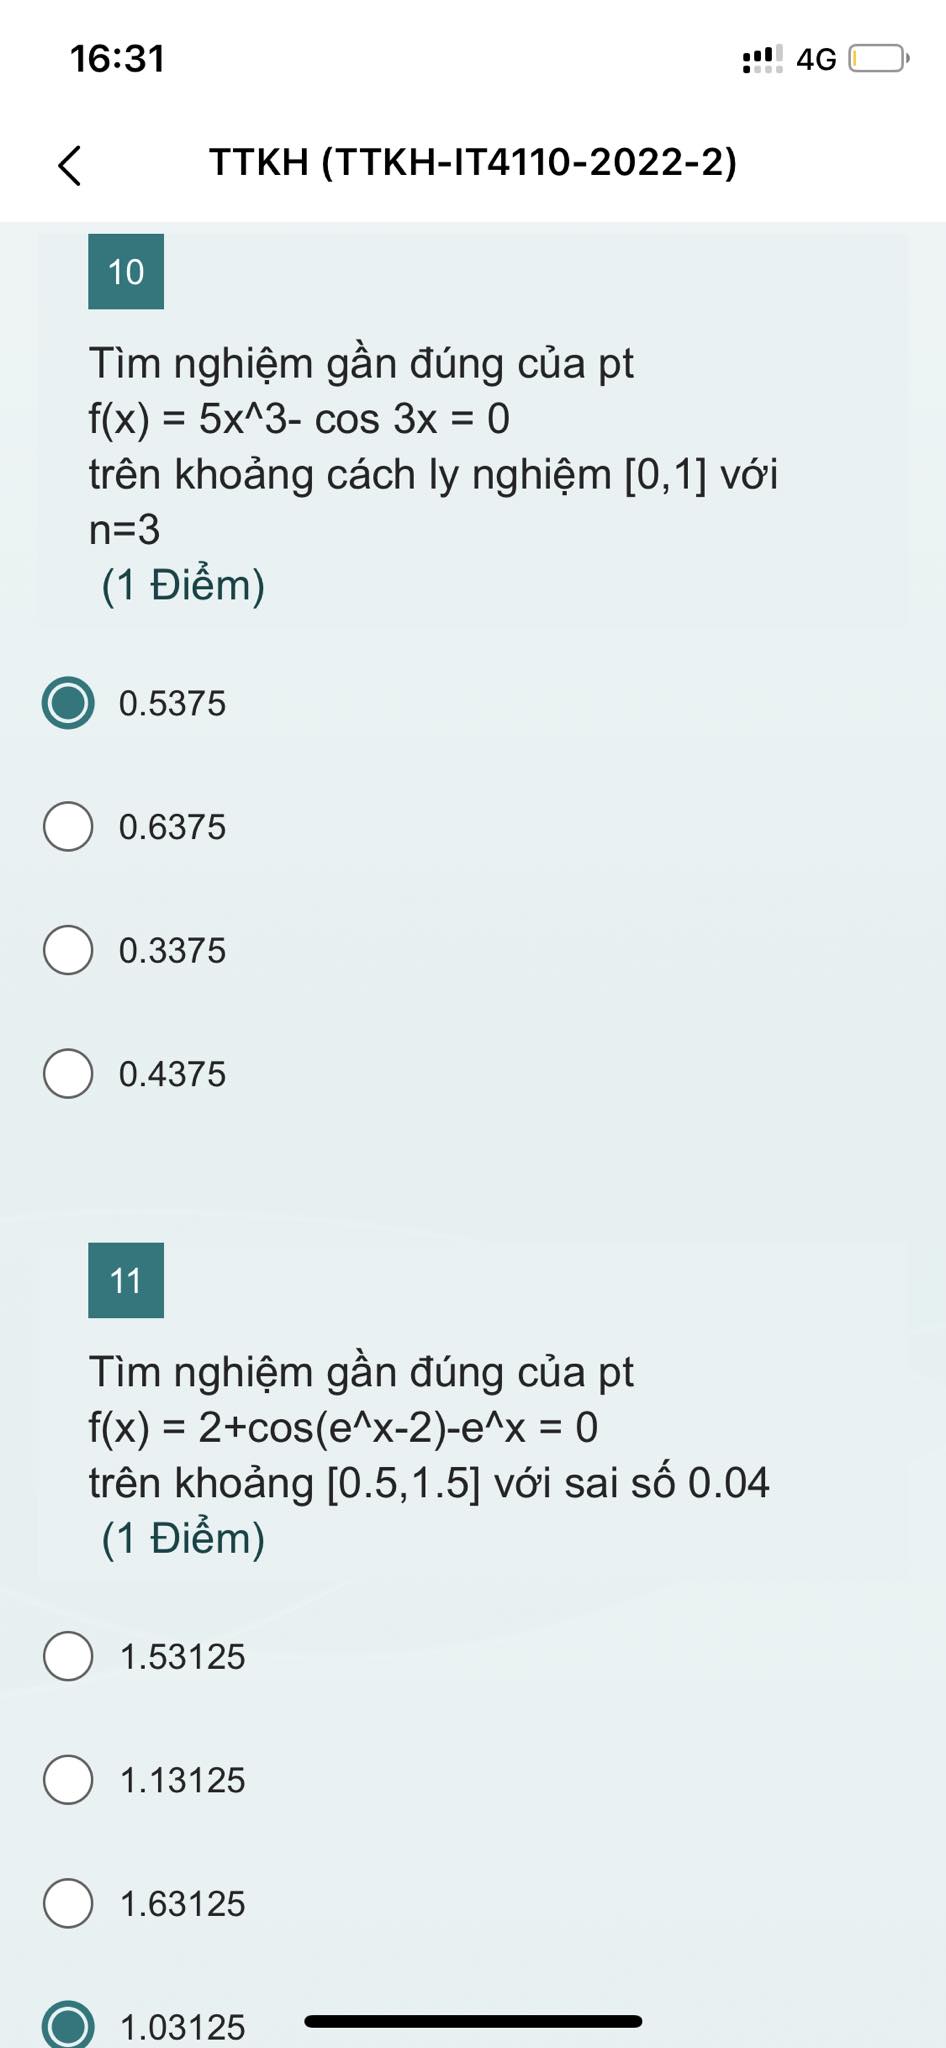 16:31
4G
TTKH (TTKH-IT4110-2022-2)
10
Tìm nghiệm gần đúng của pt
f(x) = 5x^3- cos 3x = 0
trên khoảng cách ly nghiệm [0,1] với
n=3
(1 Điểm)
0.5375
0.6375
0.3375
0.4375
11
Tìm nghiệm gần đúng của pt
f(x) = 2+cos(e^x-2)-e^x = 0
trên khoảng [0.5,1.5] với sai số 0.04
(1 Điểm)
1.53125
1.13125
1.63125
1.03125